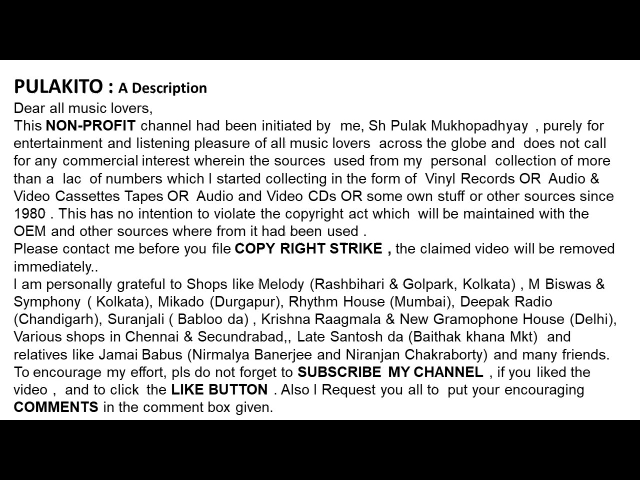 PULAKITO : A Description
Dear all music lovers,
This NON-PROFIT channel had been initiated by me, Sh Pulak Mukhopadhyay , purely for
entertainment and listening pleasure of all music lovers across the globe and does not call
for any commercial interest wherein the sources used from my personal collection of more
than a lac of numbers which I started collecting in the form of Vinyl Records OR Audio &
Video Cassettes Tapes OR Audio and Video CDs OR some own stuff or other sources since
1980 . This has no intention to violate the copyright act which will be maintained with the
OEM and other sources where from it had been used .
Please contact me before you file COPY RIGHT STRIKE , the claimed video will be removed
immediately..
I am personally grateful to Shops like Melody (Rashbihari & Golpark, Kolkata) , M Biswas &
Symphony ( Kolkata), Mikado (Durgapur), Rhythm House (Mumbai), Deepak Radio
(Chandigarh), Suranjali ( Babloo da) , Krishna Raagmala & New Gramophone House (Delhi),
Various shops in Chennai & Secundrabad,, Late Santosh da (Baithak khana Mkt) and
relatives like Jamai Babus (Nirmalya Banerjee and Niranjan Chakraborty) and many friends.
To encourage my effort, pls do not forget to SUBSCRIBE MY CHANNEL , if you liked the
video , and to click the LIKE BUTTON . Also I Request you all to put your encouraging
COMMENTS in the comment box given.